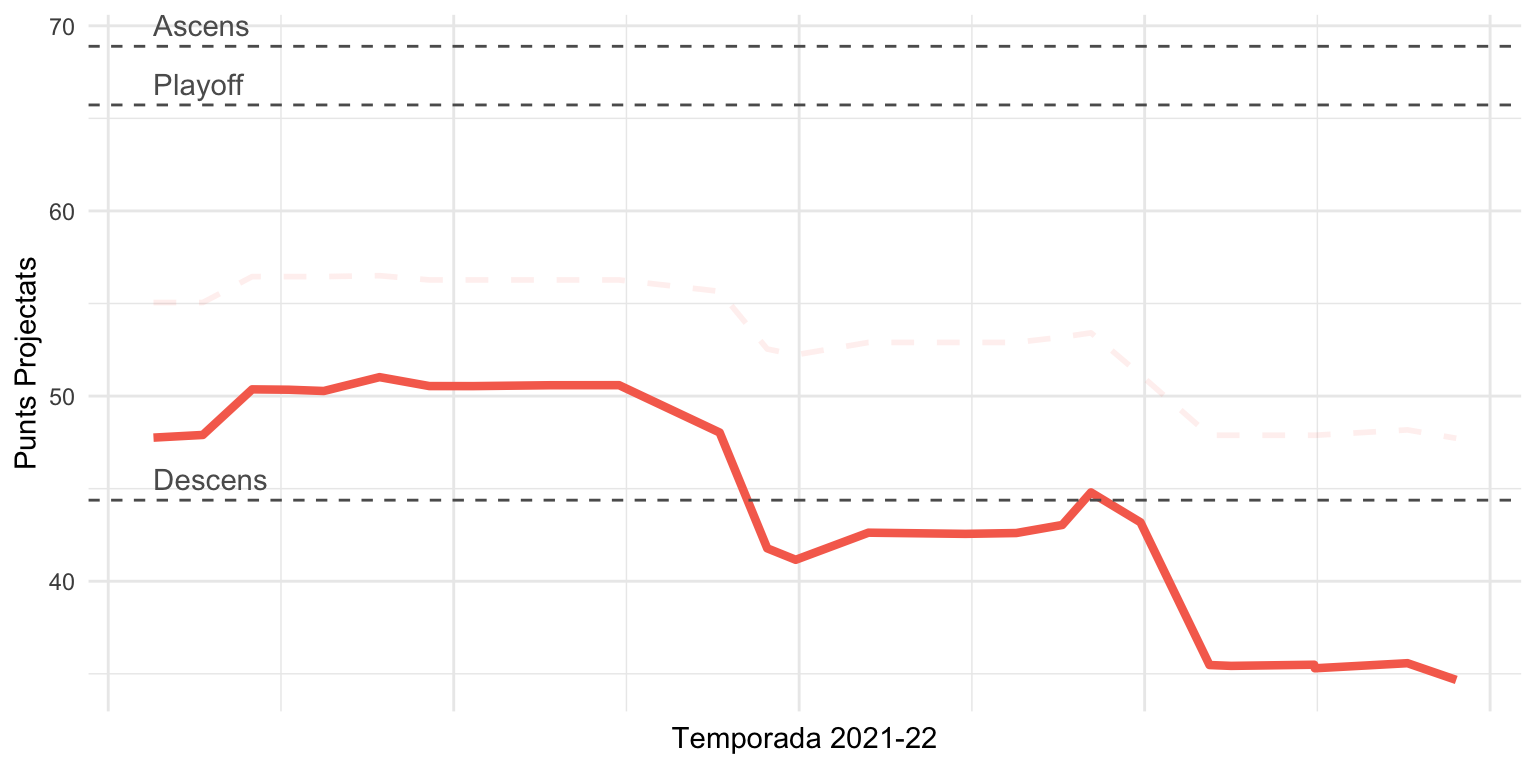 70
Ascens
Playoff
60
50
Descens
40
Punts Projectats
Temporada 2021-22